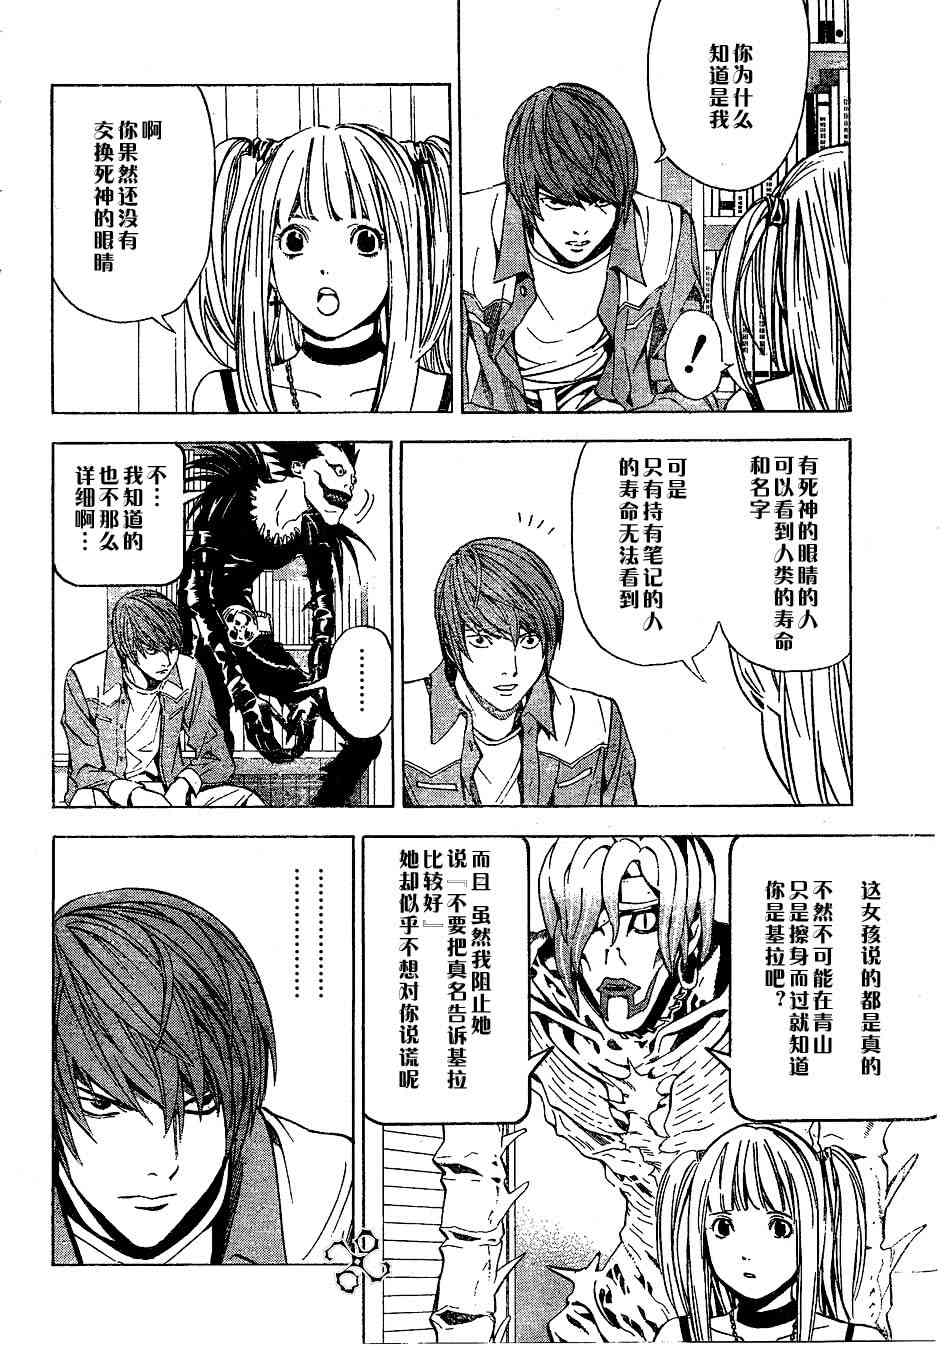 你为什么
知道是我
！
啊
你果然还没有
交换死神的眼睛
有死神的眼睛的人
可以看到人类的寿命
和名字
可是
只有持有笔记的人
的寿命无法看到
…………
不…
我知道的
也不那么
详细啊…
这女孩说的都是真的
不然不可能在青山
只是擦身而过就知道
你是基拉吧？
而且 虽然我阻止她
说『不要把真名告诉基拉
比较好』
她却似乎不想对你说谎呢
………………
………………